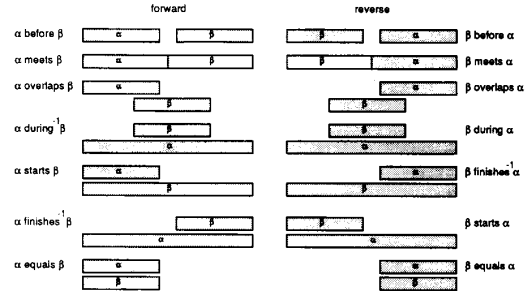 forward reverse
α before β α β β α β before α
α meets β α β β α β meets α
α overlaps β α α β overlaps α
β β
α during⁻¹ β β β β during α
α α
α starts β α α β finishes⁻¹ α
β β
α finishes⁻¹ β β β β starts α
α α
α equals β α α β equals α
β β